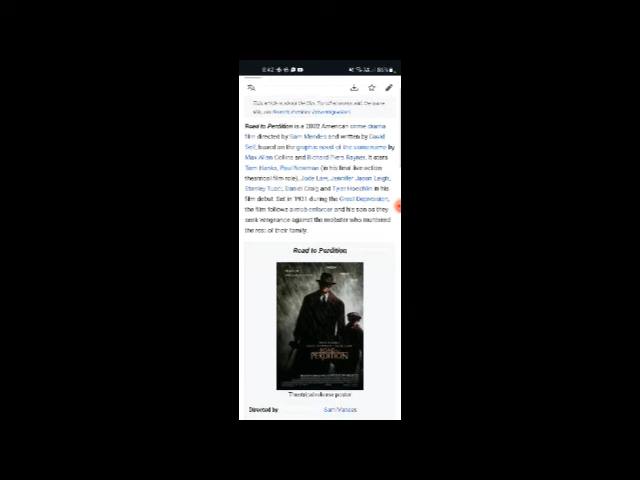 Road to Perdition is a 2002 American crime drama
film directed by Sam Mendes and written by David
Self, based on the graphic novel of the same name by
Max Allan Collins and Richard Piers Rayner. It stars
Tom Hanks, Paul Newman (in his final live-action
theatrical film role), Jude Law, Jennifer Jason Leigh,
Stanley Tucci, Daniel Craig and Tyler Hoechlin in his
film debut. Set in 1931 during the Great Depression,
the film follows a mob enforcer and his son as they
seek vengeance against the mobster who murdered
the rest of their family.
Road to Perdition
ROAD TO
PERDITION
Theatrical release poster
Directed by Sam Mendes